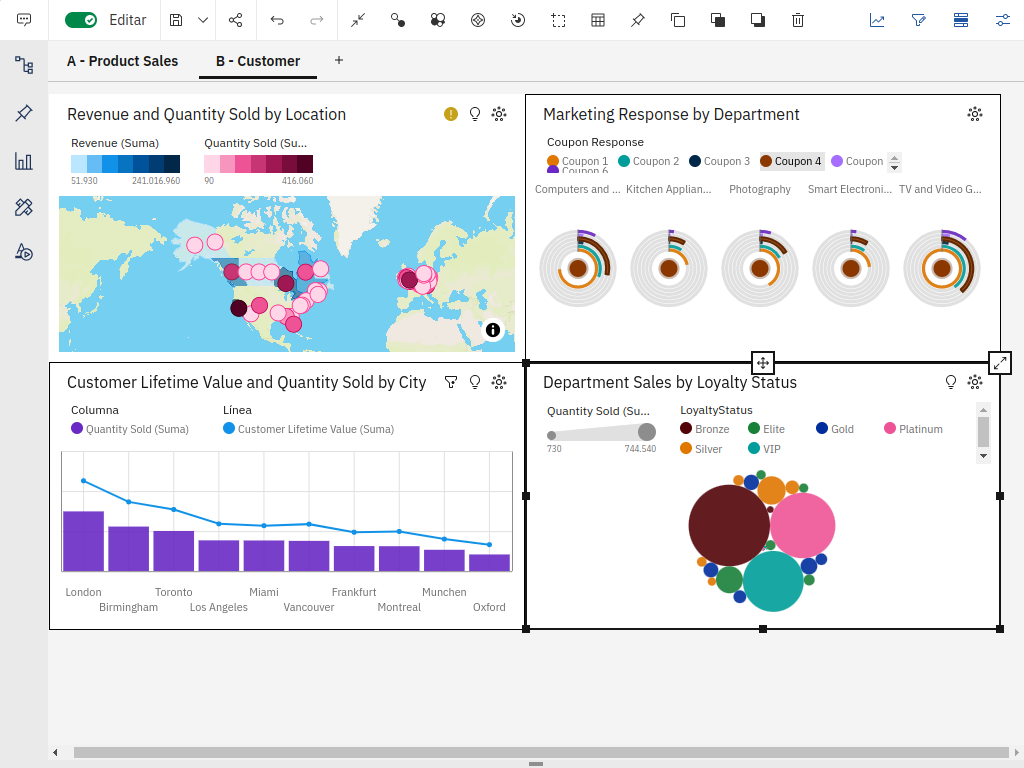 Editar
A - Product Sales
B - Customer
Revenue and Quantity Sold by Location
Revenue (Suma)
51.930
241.016.960
Quantity Sold (Su...
90
416.060
Marketing Response by Department
Coupon Response
Coupon 1
Coupon 2
Coupon 3
Coupon 4
Coupon
Coupon 6
Computers and ...
Kitchen Applian...
Photography
Smart Electroni...
TV and Video G...
Customer Lifetime Value and Quantity Sold by City
Columna
Quantity Sold (Suma)
Línea
Customer Lifetime Value (Suma)
London
Birmingham
Toronto
Los Angeles
Miami
Vancouver
Frankfurt
Montreal
Munchen
Oxford
Department Sales by Loyalty Status
Quantity Sold (Su...
730
744.540
LoyaltyStatus
Bronze
Elite
Gold
Platinum
Silver
VIP